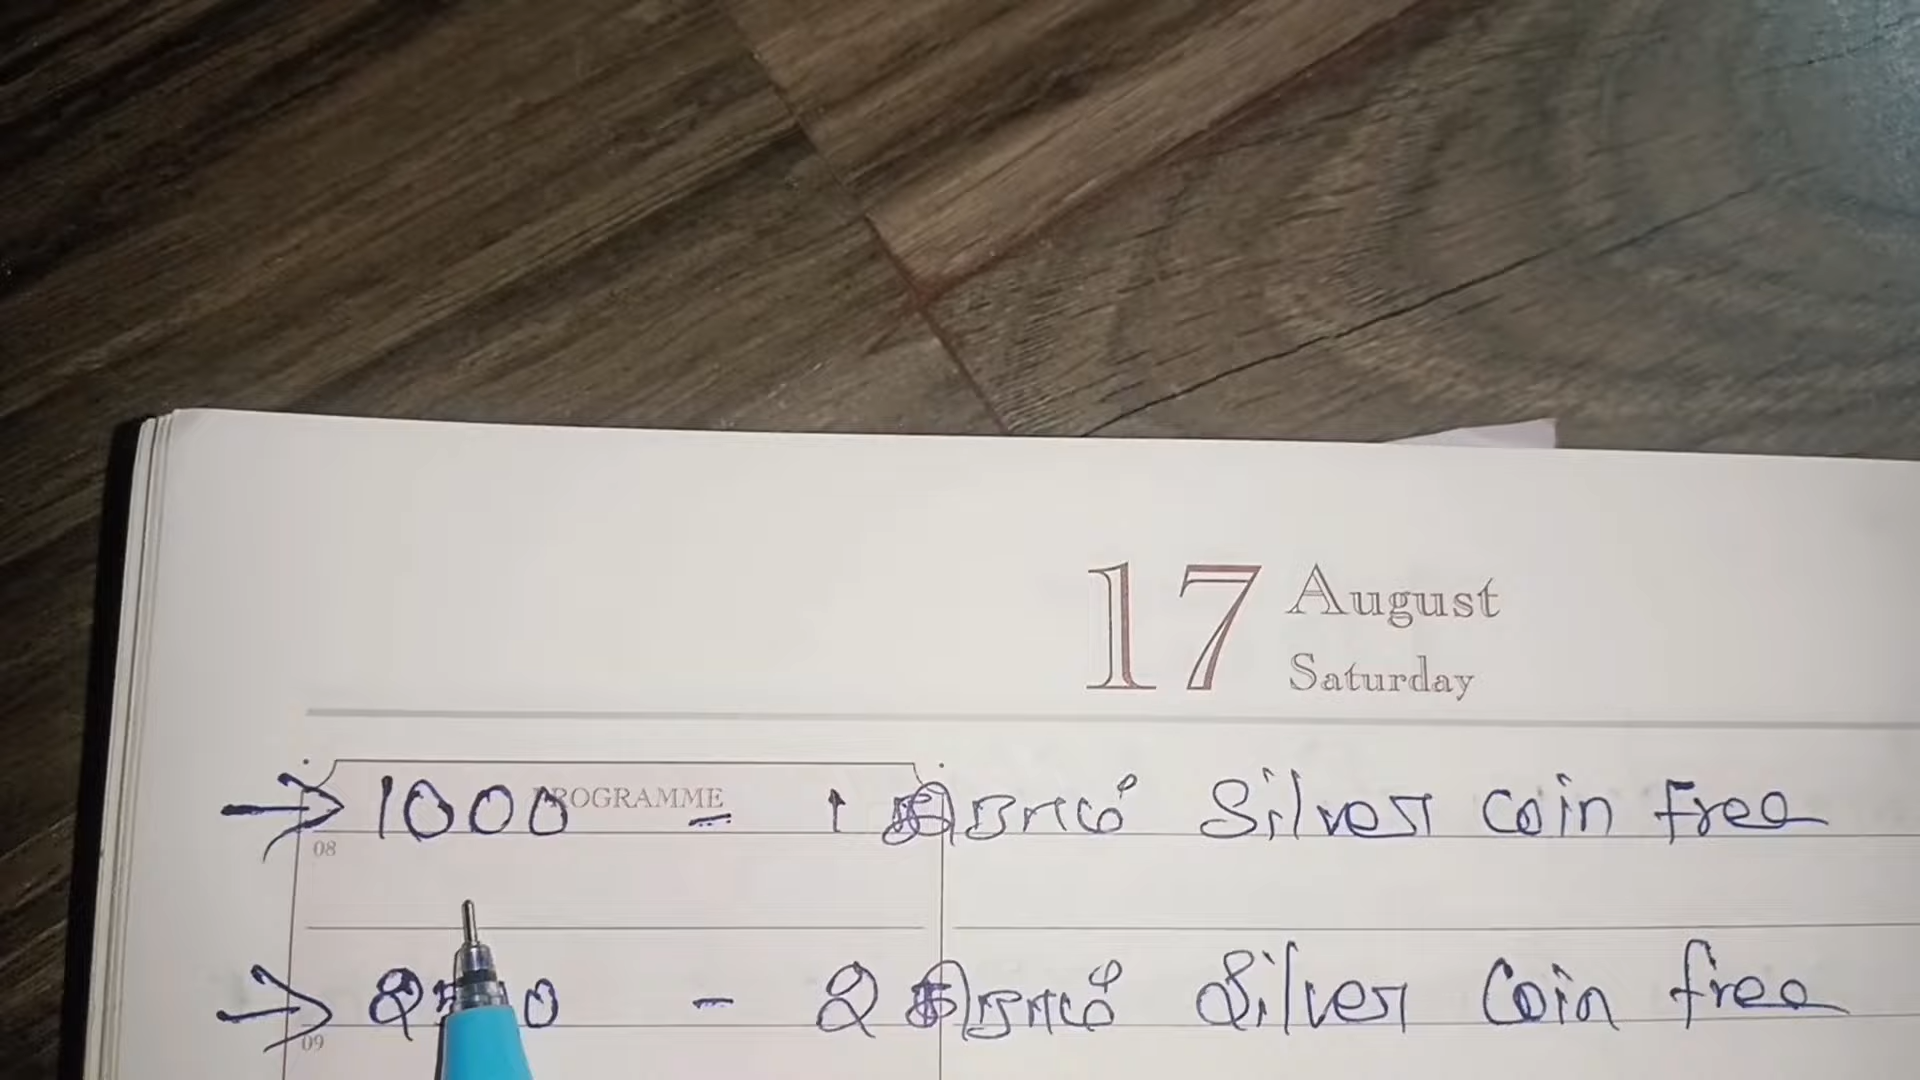 17 August
Saturday
PROGRAMME
→ 1000 = 1 கிராம் Silver coin Free
08
→ - 2 கிராம் Silver Coin free
09